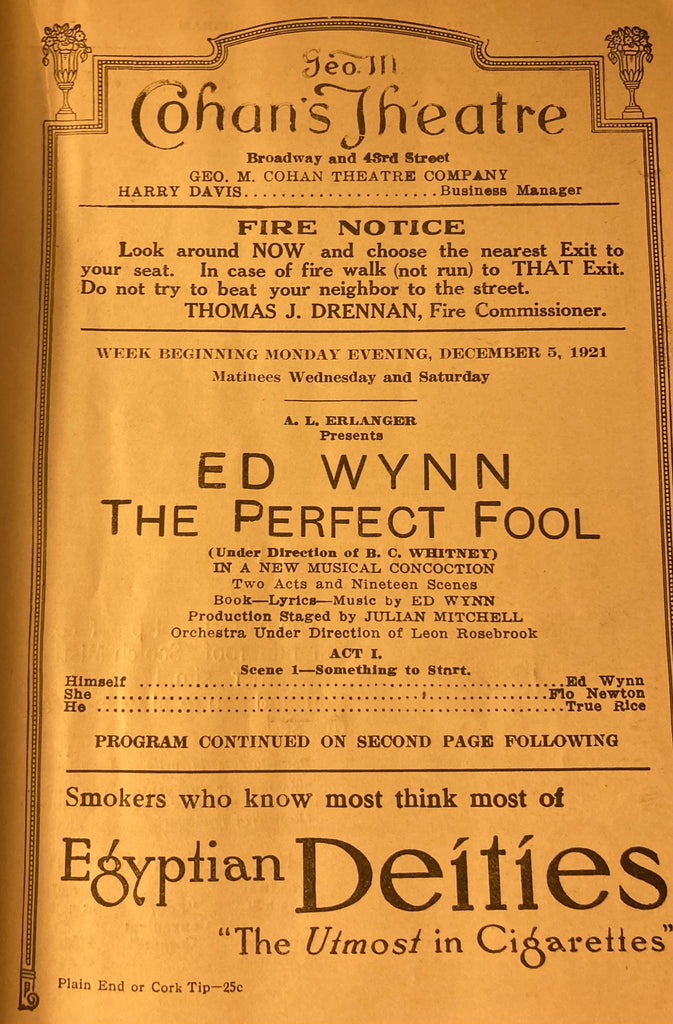 Geo. M
Cohan's Theatre
Broadway and 43rd Street
GEO. M. COHAN THEATRE COMPANY
HARRY DAVIS....................Business Manager
FIRE NOTICE
Look around NOW and choose the nearest Exit to
your seat. In case of fire walk (not run) to THAT Exit.
Do not try to beat your neighbor to the street.
THOMAS J. DRENNAN, Fire Commissioner.
WEEK BEGINNING MONDAY EVENING, DECEMBER 5, 1921
Matinees Wednesday and Saturday
A. L. ERLANGER
Presents
ED WYNN
THE PERFECT FOOL
(Under Direction of B. C. WHITNEY)
IN A NEW MUSICAL CONCOCTION
Two Acts and Nineteen Scenes
Book—Lyrics—Music by ED WYNN
Production Staged by JULIAN MITCHELL
Orchestra Under Direction of Leon Rosebrook
ACT I.
Scene 1—Something to Start.
Himself ..................................................Ed Wynn
She ....................................................Flo Newton
He ......................................................True Rice
PROGRAM CONTINUED ON SECOND PAGE FOLLOWING
Smokers who know most think most of
Egyptian Deities
"The Utmost in Cigarettes"
Plain End or Cork Tip—25c